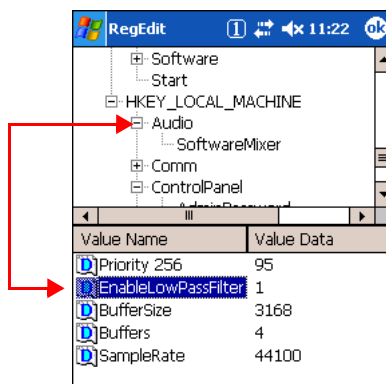 RegEdit 1 11:22 ok
Software
Start
HKEY_LOCAL_MACHINE
Audio
SoftwareMixer
Comm
ControlPanel
Value Name Value Data
Priority 256 95
EnableLowPassFilter 1
BufferSize 3168
Buffers 4
SampleRate 44100